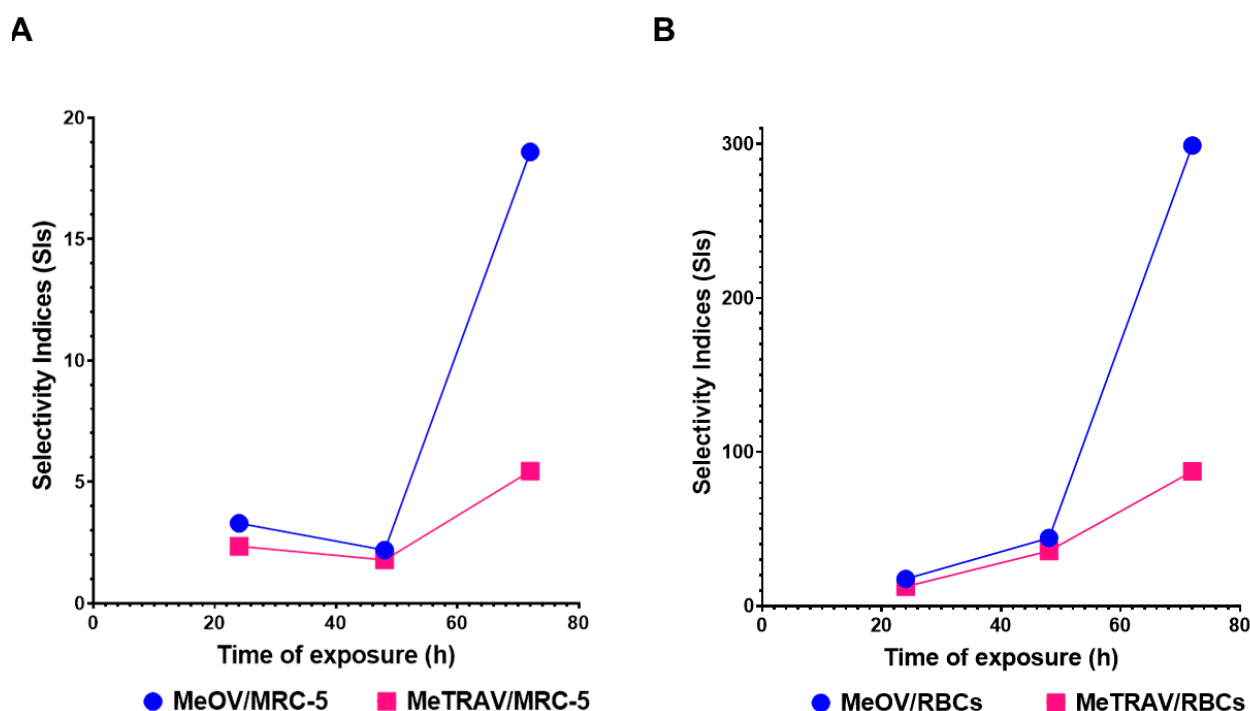 A
B
Selectivity Indices (SIs)
20
15
10
5
0
0 20 40 60 80
Time of exposure (h)
MeOV/MRC-5 MeTRAV/MRC-5
Selectivity Indices (SIs)
300
200
100
0
0 20 40 60 80
Time of exposure (h)
MeOV/RBCs MeTRAV/RBCs